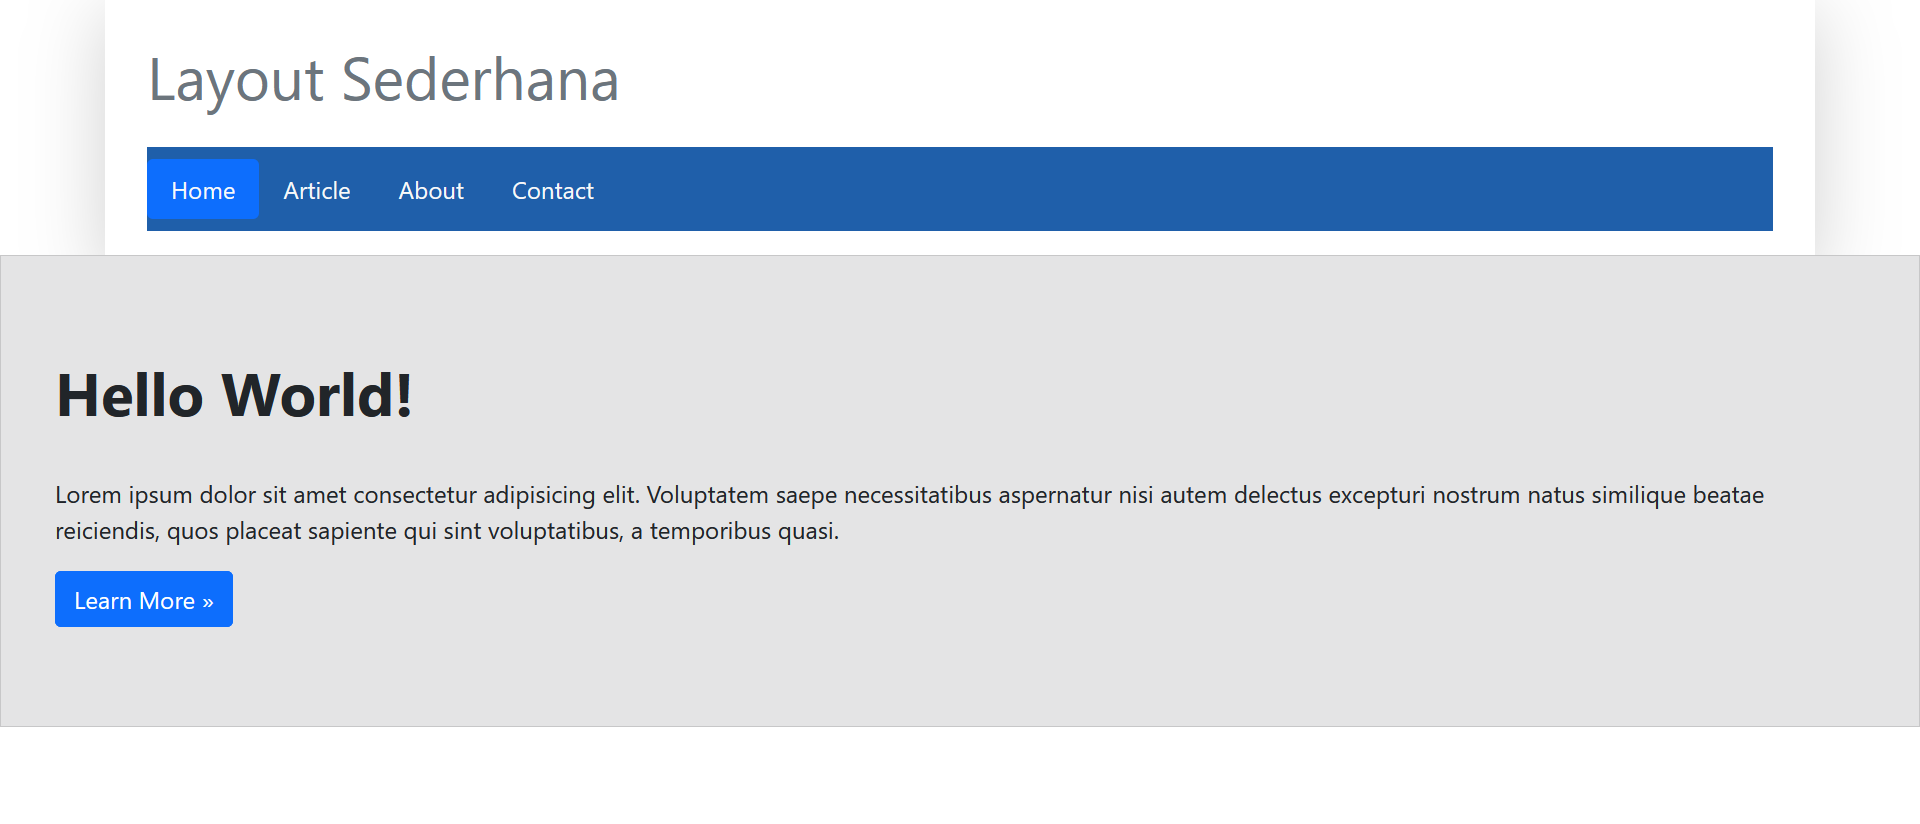 Layout Sederhana
Home Article About Contact
Hello World!
Lorem ipsum dolor sit amet consectetur adipisicing elit. Voluptatem saepe necessitatibus aspernatur nisi autem delectus excepturi nostrum natus similique beatae
reiciendis, quos placeat sapiente qui sint voluptatibus, a temporibus quasi.
Learn More »